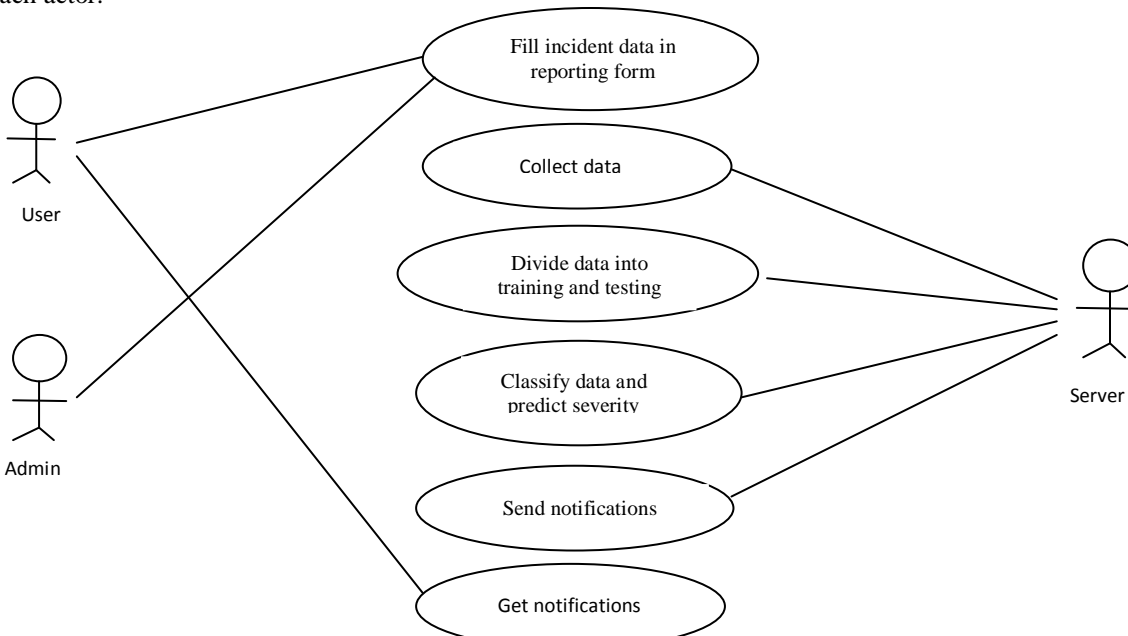 each actor.
Fill incident data in
reporting form
User
Collect data
Divide data into
training and testing
Classify data and
predict severity
Server
Admin
Send notifications
Get notifications